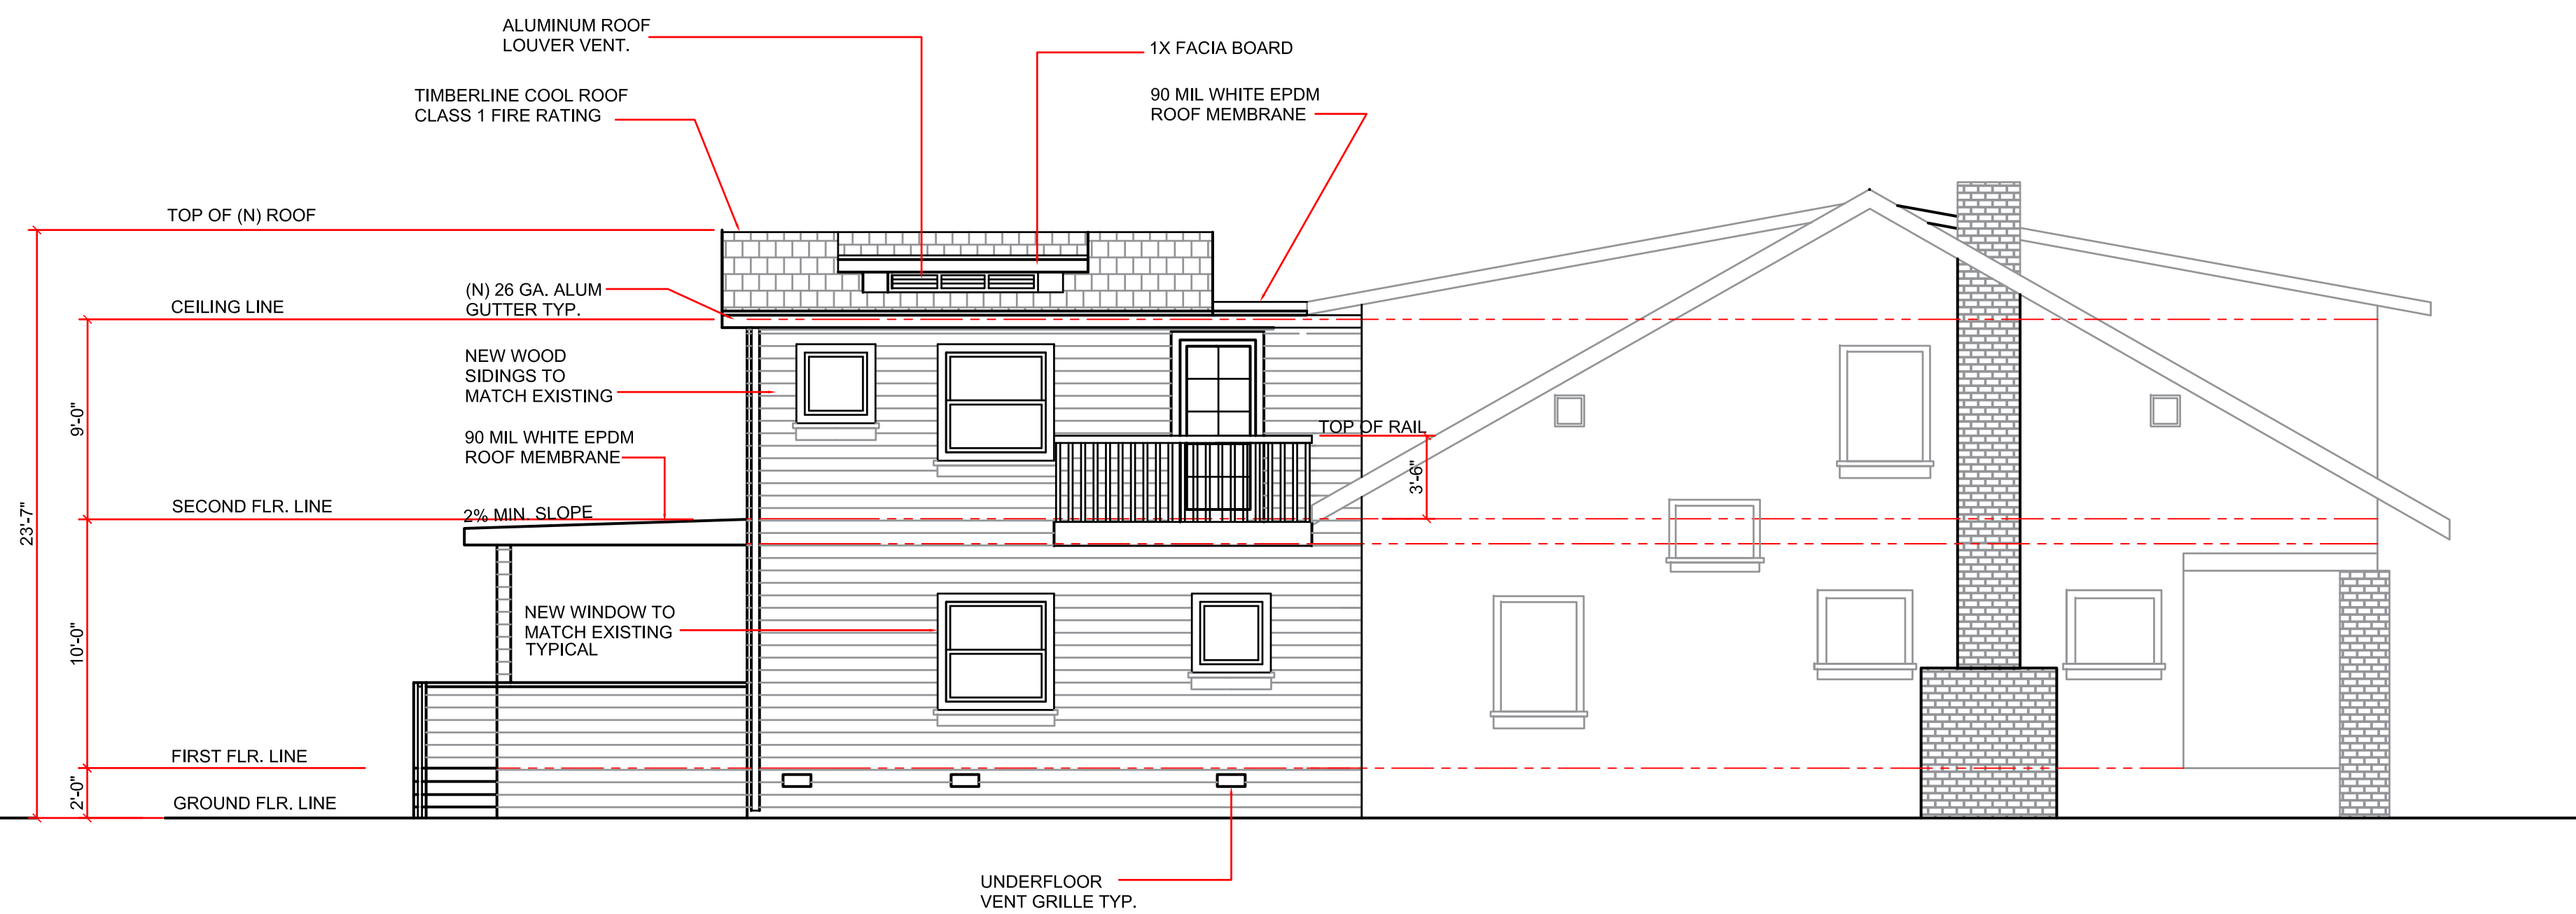 ALUMINUM ROOF
LOUVER VENT.
1X FACIA BOARD
TIMBERLINE COOL ROOF
CLASS 1 FIRE RATING
90 MIL WHITE EPDM
ROOF MEMBRANE
TOP OF (N) ROOF
CEILING LINE
(N) 26 GA. ALUM
GUTTER TYP.
NEW WOOD
SIDINGS TO
MATCH EXISTING
9'-0"
90 MIL WHITE EPDM
ROOF MEMBRANE
TOP OF RAIL
3'-6"
SECOND FLR. LINE
2% MIN. SLOPE
23'-7"
10'-0"
NEW WINDOW TO
MATCH EXISTING
TYPICAL
FIRST FLR. LINE
2'-0"
GROUND FLR. LINE
UNDERFLOOR
VENT GRILLE TYP.